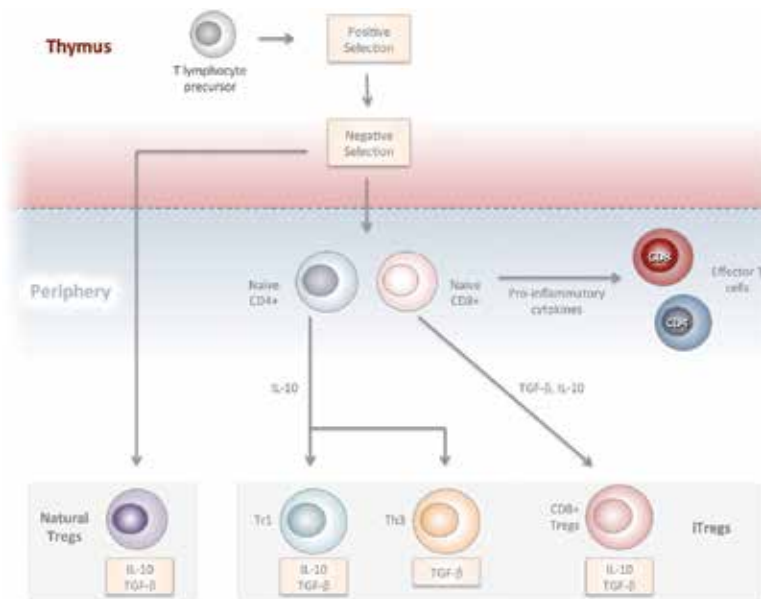 Thymus
T lymphocyte
precursor
Positive
Selection
Negative
Selection
Periphery
Naive
CD4+
Naive
CD8+
Pro-inflammatory
cytokines
CD8
CD4
Effector T
cells
IL-10
TGF-β, IL-10
Natural
Tregs
Tr1
Th3
CD8+
Tregs
iTregs
IL-10
TGF-β
IL-10
TGF-β
TGF-β
IL-10
TGF-β